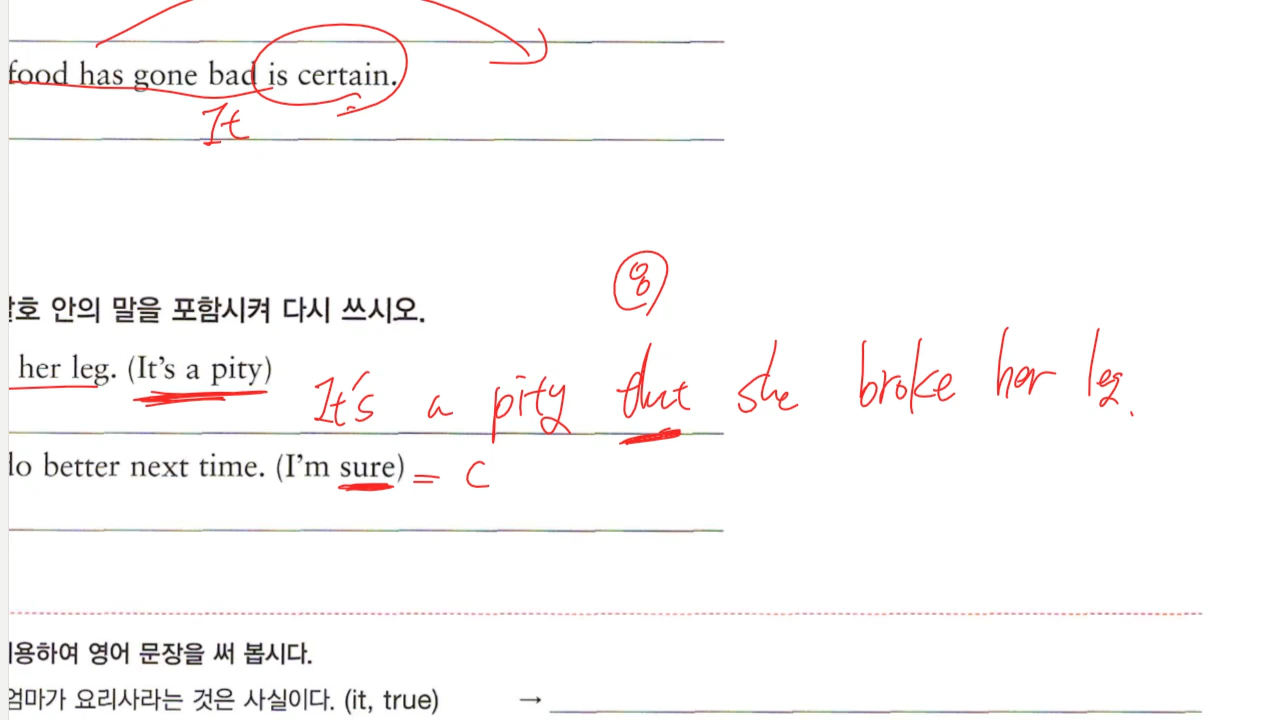 food has gone bad is certain.
It
8
호 안의 말을 포함시켜 다시 쓰시오.
her leg. (It's a pity)
It's a pity that she broke her leg.
do better next time. (I'm sure) = C
용하여 영어 문장을 써 봅시다.
엄마가 요리사라는 것은 사실이다. (it, true) →